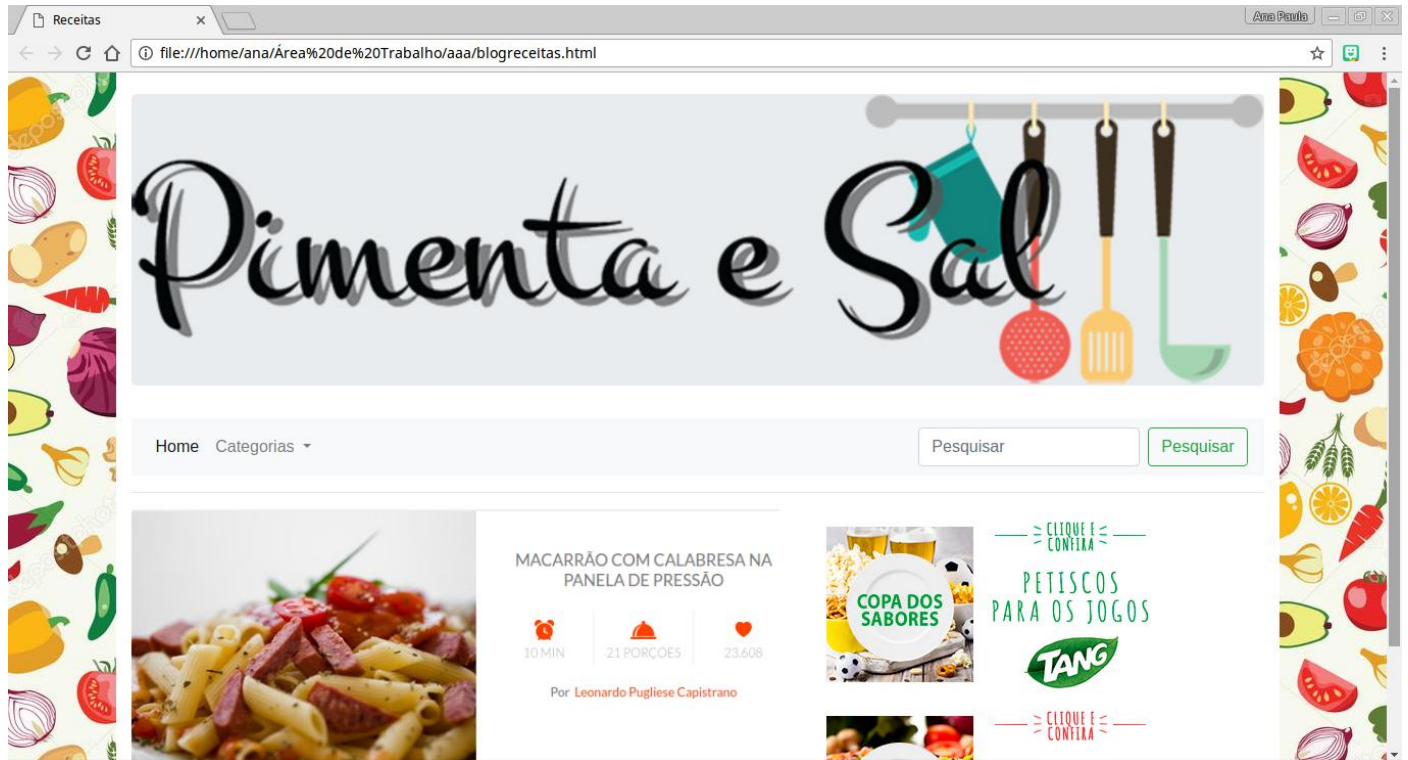 Receitas
Ana Paula
file:///home/ana/Área%20de%20Trabalho/aaa/blogreceitas.html
Pimenta e Sal
Home Categorias
Pesquisar Pesquisar
MACARRÃO COM CALABRESA NA
PANELA DE PRESSÃO
10 MIN 21 PORÇÕES 23.608
Por Leonardo Pugliese Capistrano
COPA DOS
SABORES
CLIQUE E
CONFIRA
PETISCOS
PARA OS JOGOS
TANG
CLIQUE E
CONFIRA